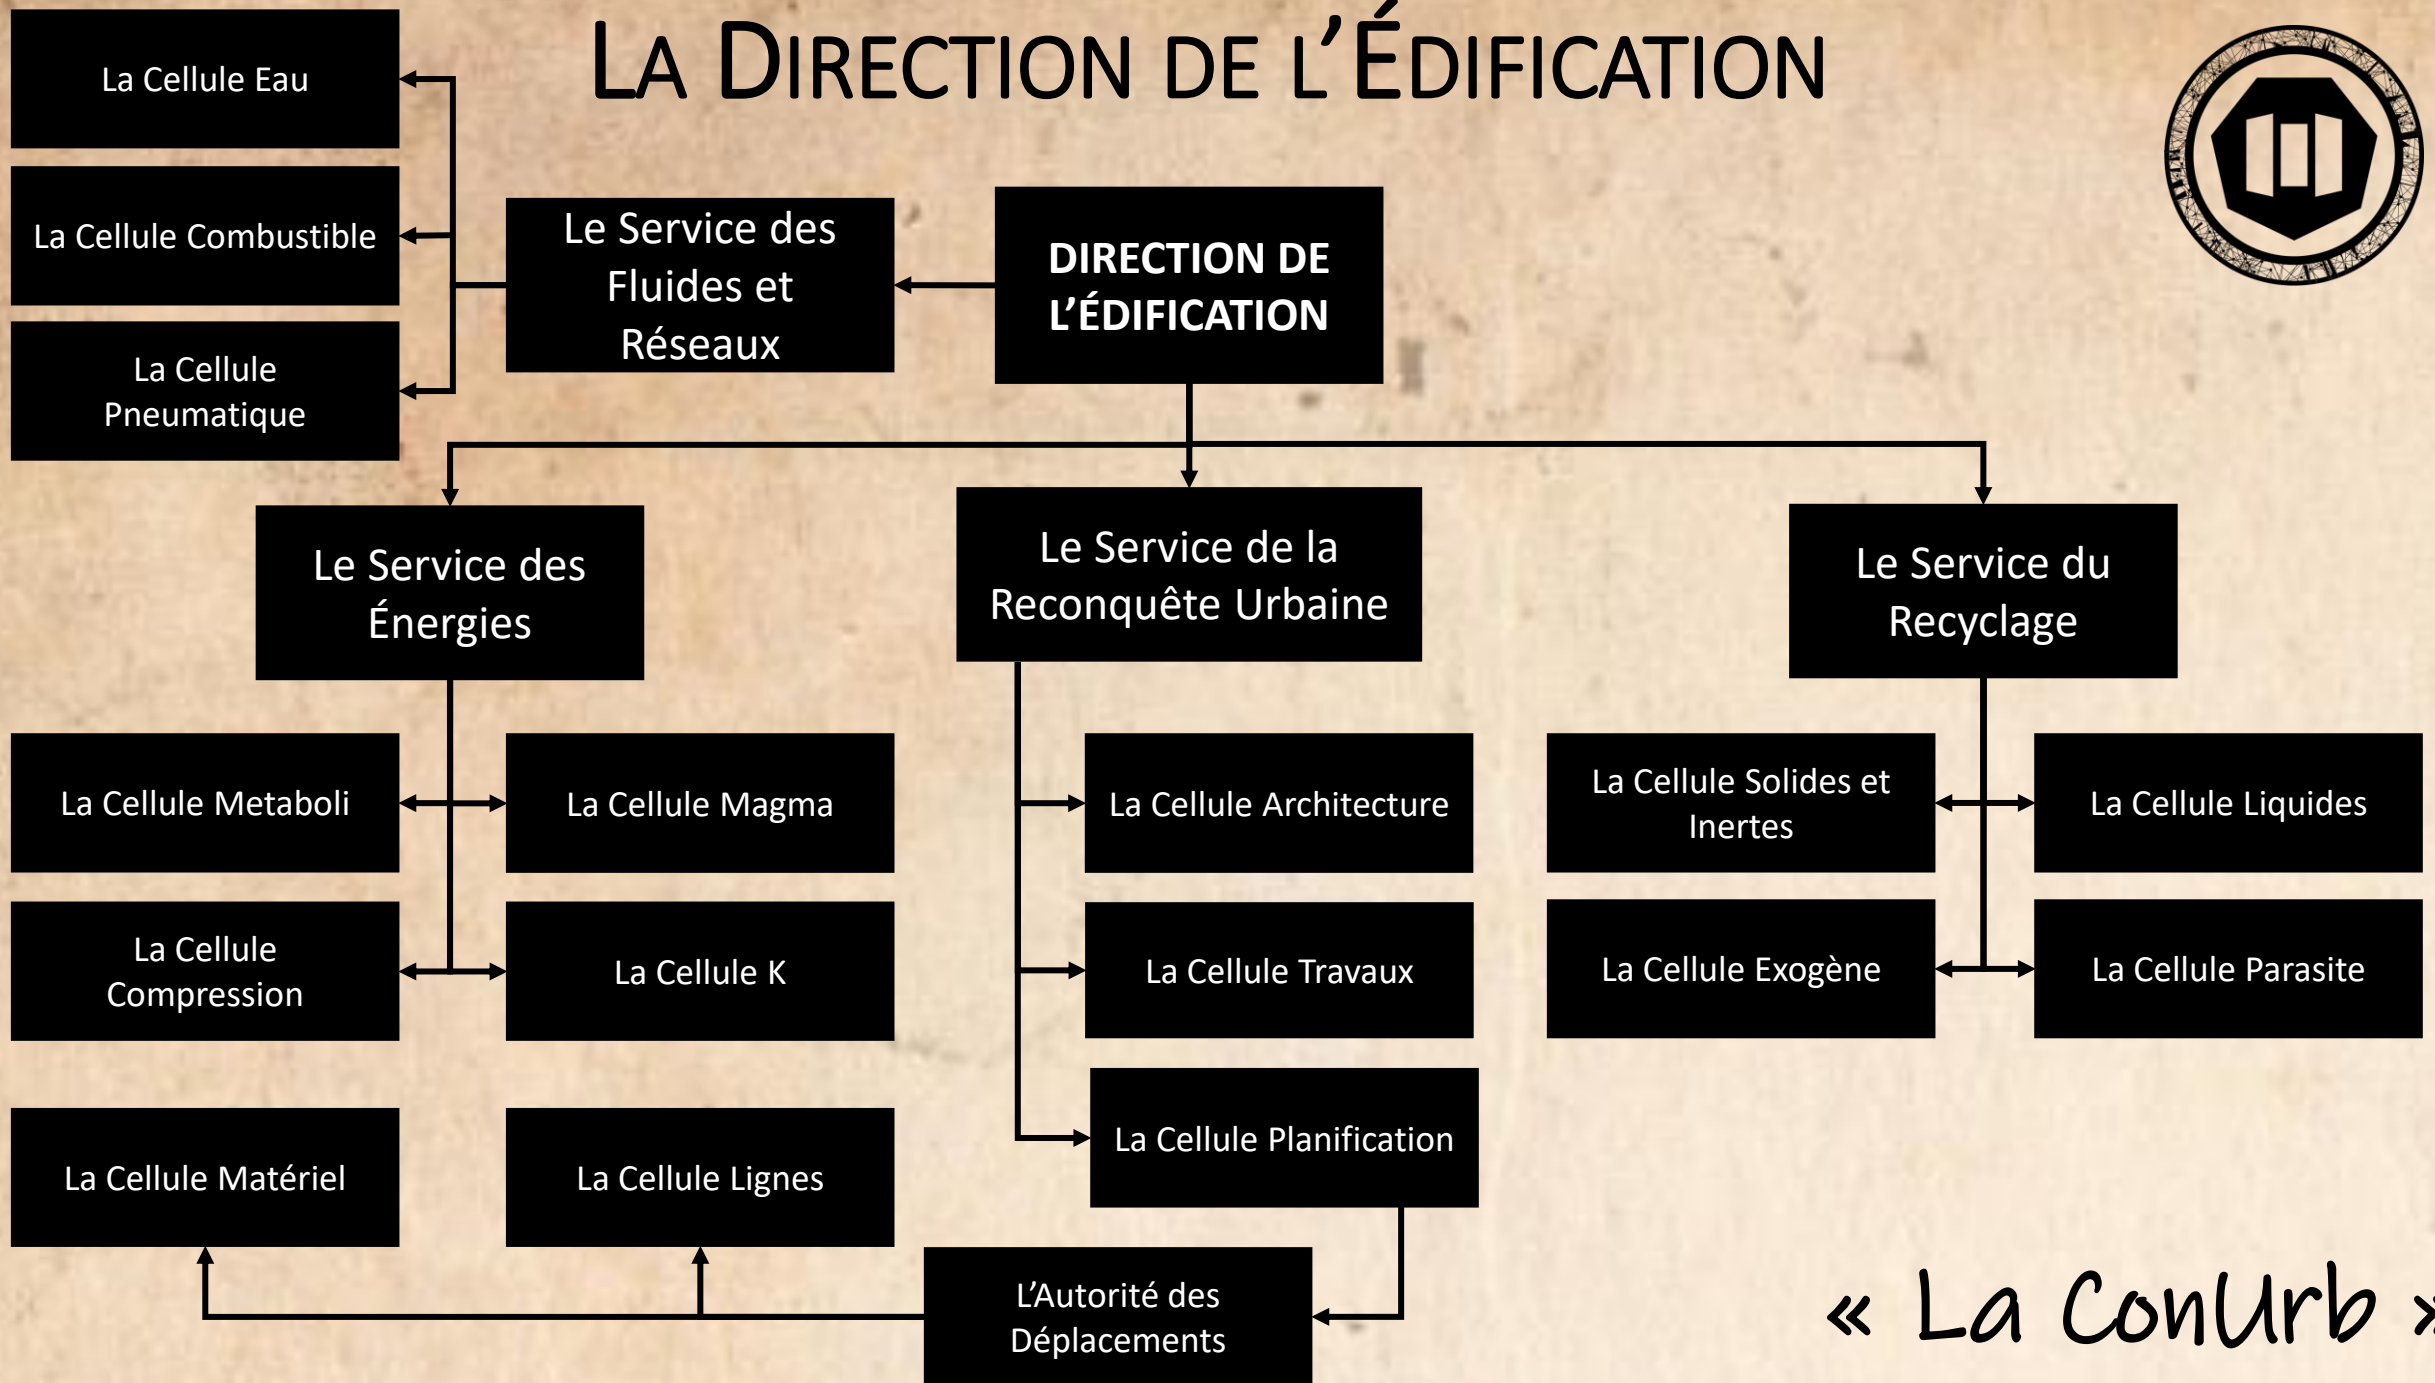 LA DIRECTION DE L’ÉDIFICATION
La Cellule Eau
La Cellule Combustible
La Cellule
Pneumatique
Le Service des
Fluides et
Réseaux
DIRECTION DE
L’ÉDIFICATION
Le Service des
Énergies
Le Service de la
Reconquête Urbaine
Le Service du
Recyclage
La Cellule Metaboli
La Cellule Magma
La Cellule Architecture
La Cellule Solides et
Inertes
La Cellule Liquides
La Cellule
Compression
La Cellule K
La Cellule Travaux
La Cellule Exogène
La Cellule Parasite
La Cellule Matériel
La Cellule Lignes
La Cellule Planification
L’Autorité des
Déplacements
« La ConUrb »